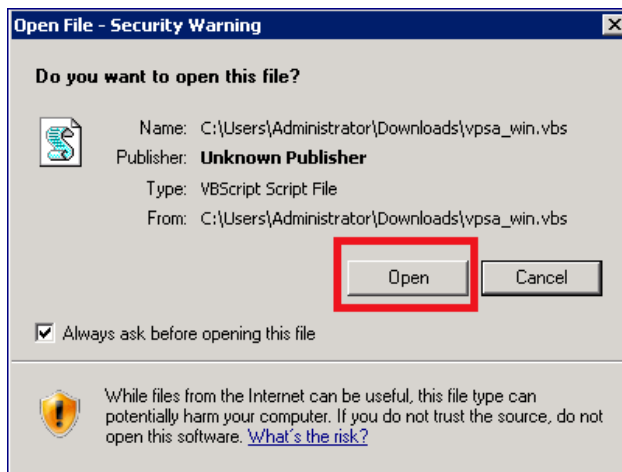 Open File - Security Warning
Do you want to open this file?
Name: C:\Users\Administrator\Downloads\vpsa_win.vbs
Publisher: Unknown Publisher
Type: VBScript Script File
From: C:\Users\Administrator\Downloads\vpsa_win.vbs
Open Cancel
Always ask before opening this file
While files from the Internet can be useful, this file type can
potentially harm your computer. If you do not trust the source, do not
open this software. What's the risk?